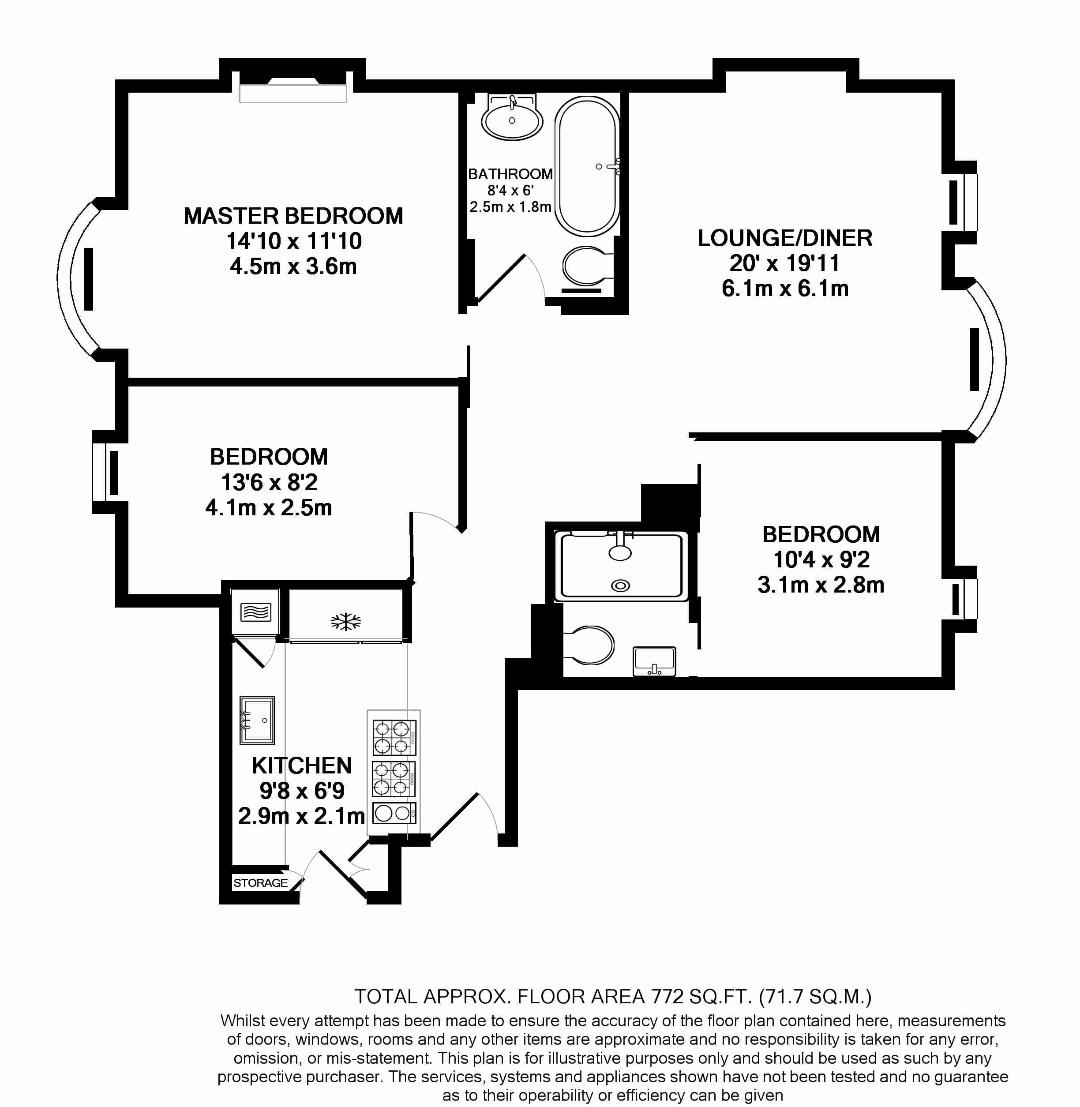 BATHROOM
8'4 x 6'
2.5m x 1.8m
MASTER BEDROOM
14'10 x 11'10
4.5m x 3.6m
LOUNGE/DINER
20' x 19'11
6.1m x 6.1m
BEDROOM
13'6 x 8'2
4.1m x 2.5m
BEDROOM
10'4 x 9'2
3.1m x 2.8m
KITCHEN
9'8 x 6'9
2.9m x 2.1m
STORAGE
TOTAL APPROX. FLOOR AREA 772 SQ.FT. (71.7 SQ.M.)
Whilst every attempt has been made to ensure the accuracy of the floor plan contained here, measurements
of doors, windows, rooms and any other items are approximate and no responsibility is taken for any error,
omission, or mis-statement. This plan is for illustrative purposes only and should be used as such by any
prospective purchaser. The services, systems and appliances shown have not been tested and no guarantee
as to their operability or efficiency can be given